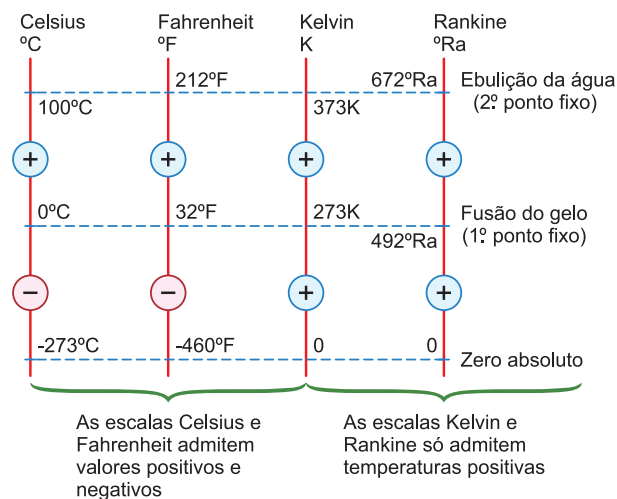 Celsius
ºC
Fahrenheit
ºF
Kelvin
K
Rankine
ºRa
212ºF
672ºRa
Ebulição da água
(2º ponto fixo)
100ºC
373K
+
+
+
+
0ºC
32ºF
273K
492ºRa
Fusão do gelo
(1º ponto fixo)
−
−
+
+
-273ºC
-460ºF
0
0
Zero absoluto
As escalas Celsius e
Fahrenheit admitem
valores positivos e
negativos
As escalas Kelvin e
Rankine só admitem
temperaturas positivas